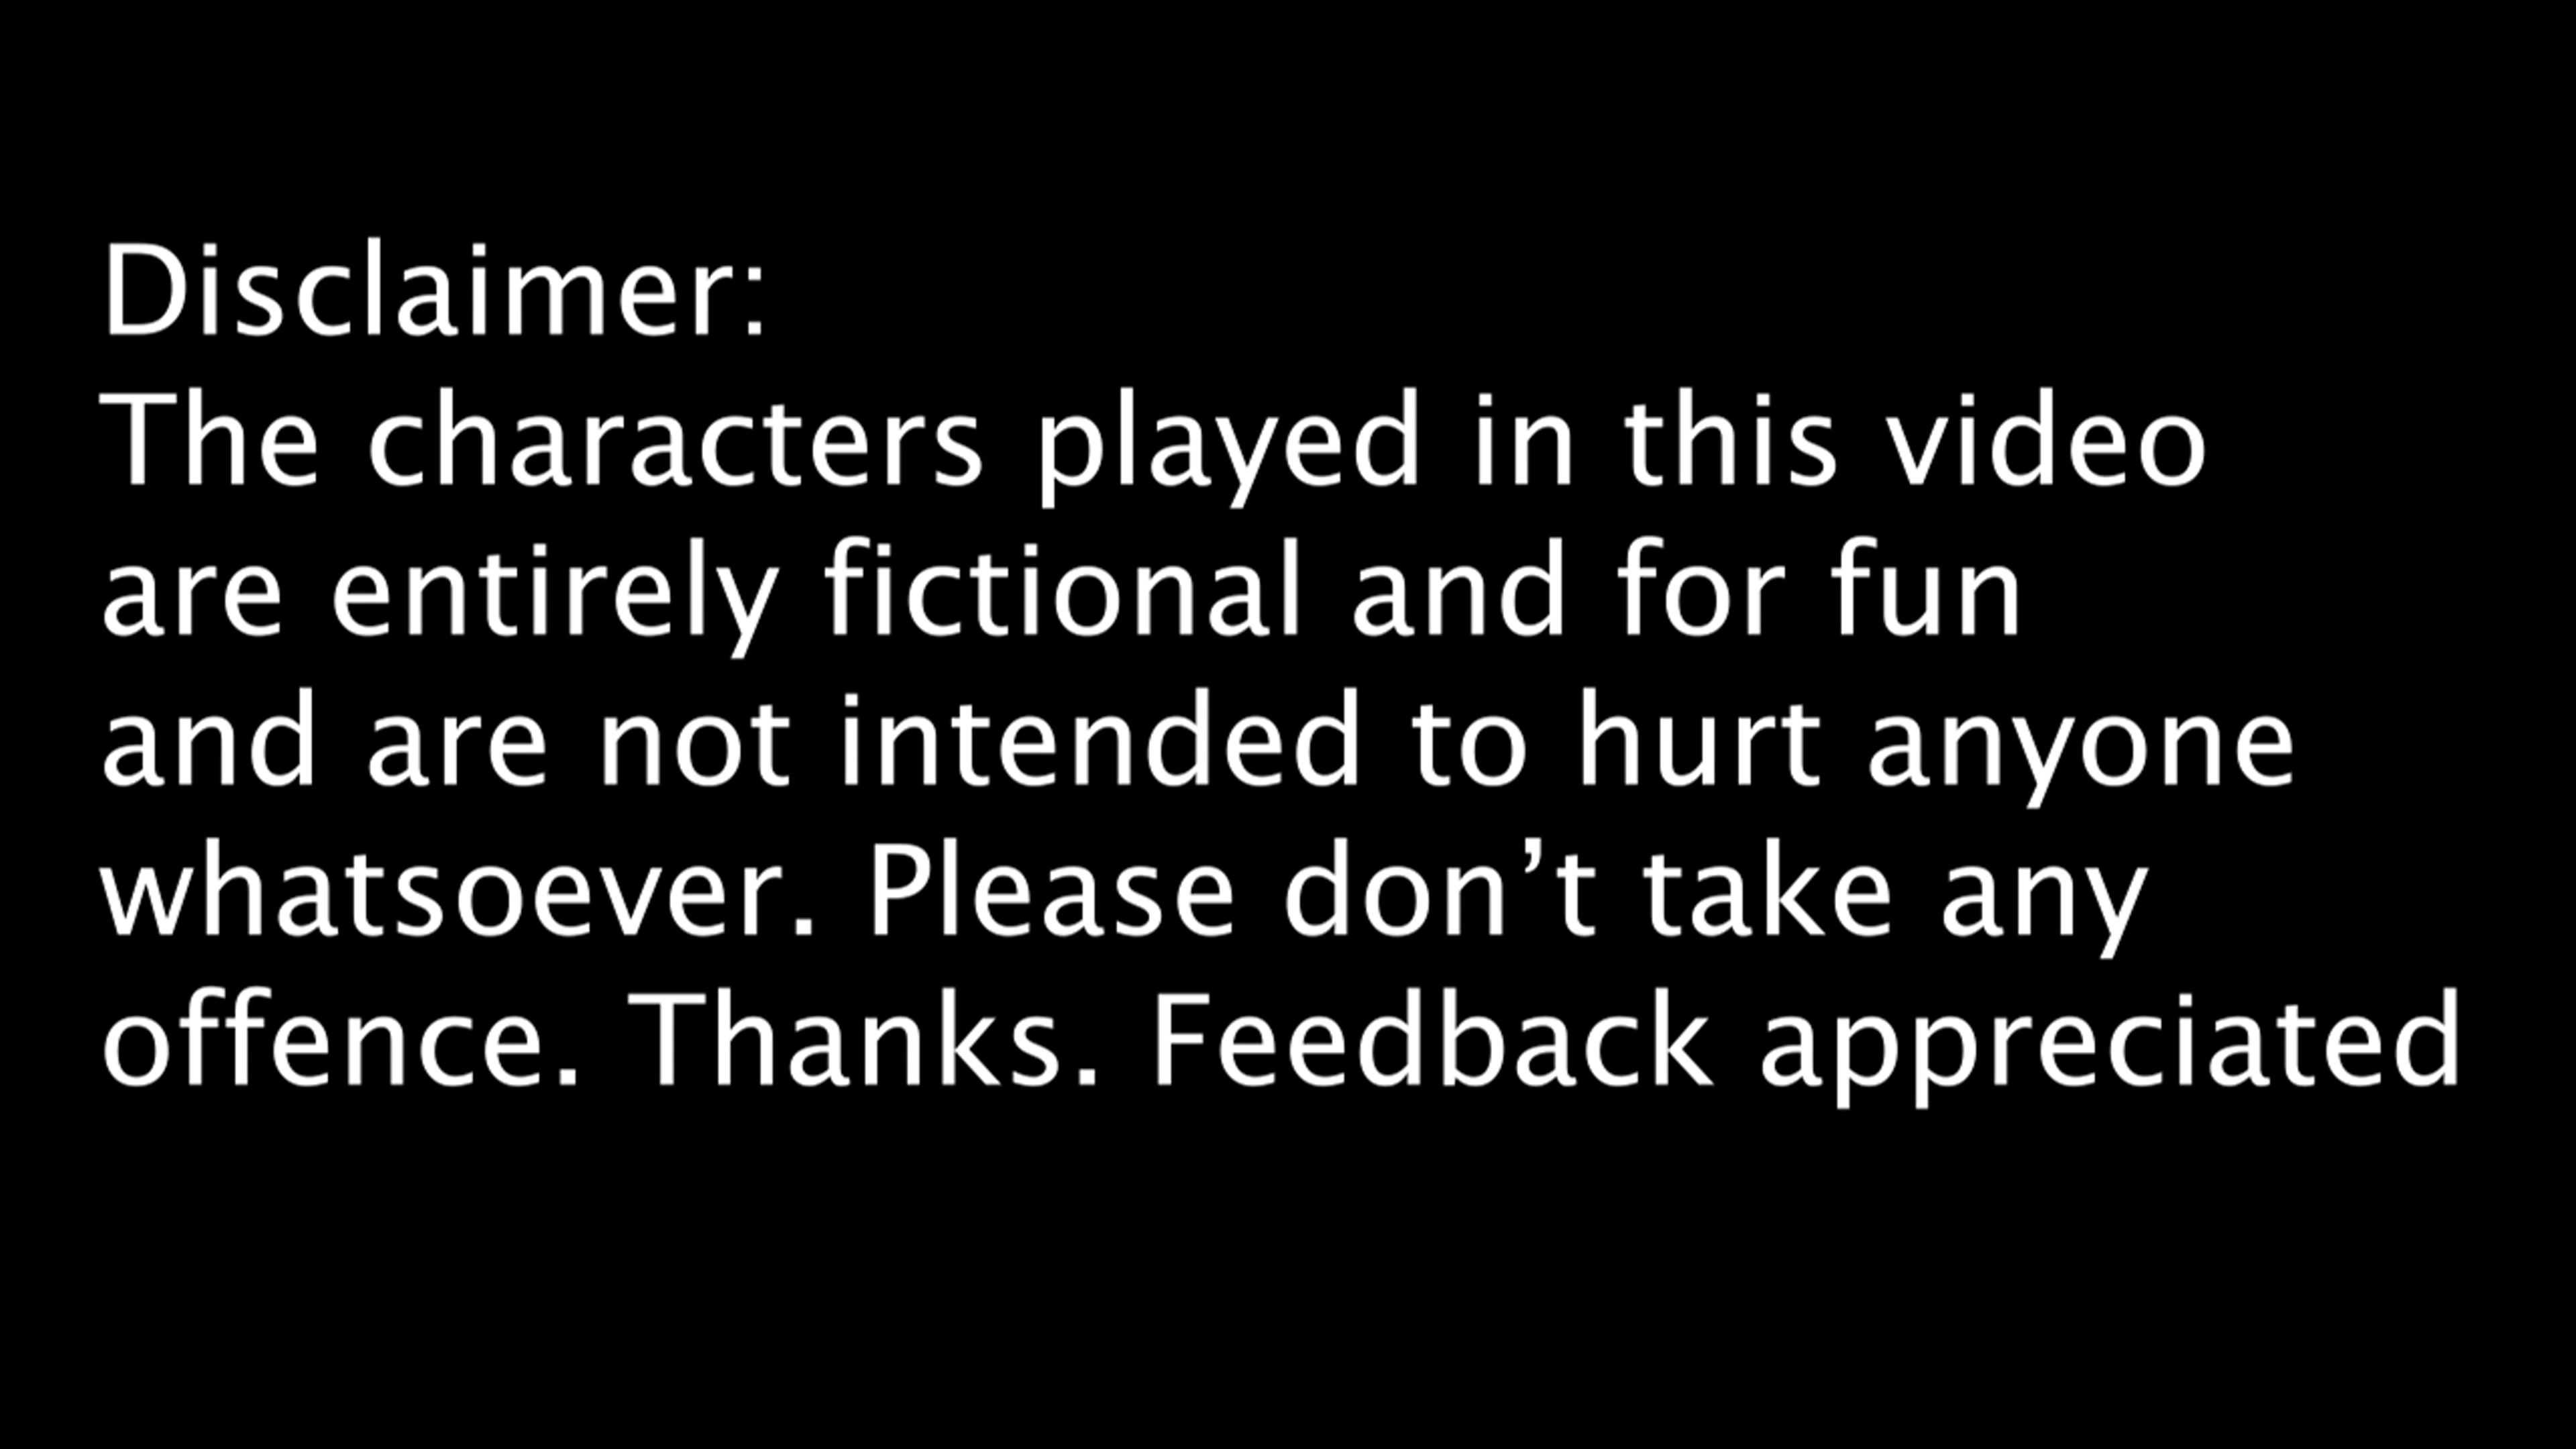 Disclaimer:
The characters played in this video
are entirely fictional and for fun
and are not intended to hurt anyone
whatsoever. Please don’t take any
offence. Thanks. Feedback appreciated